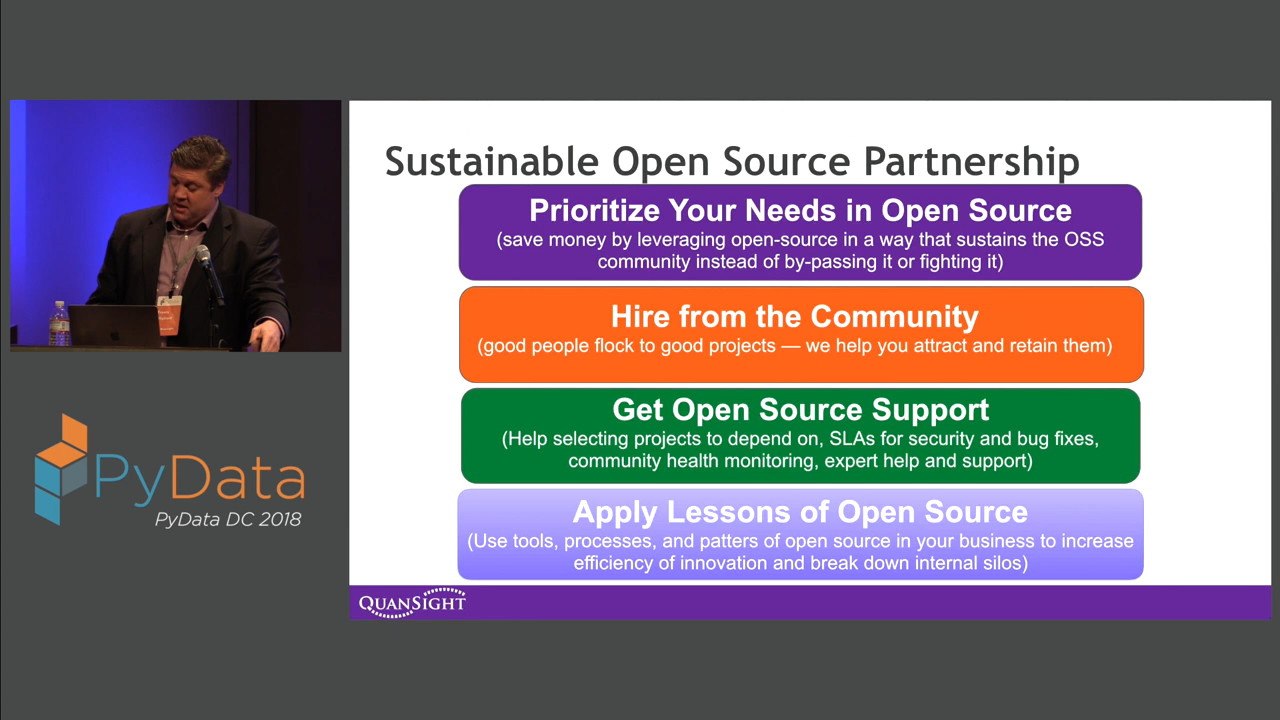 Sustainable Open Source Partnership
Prioritize Your Needs in Open Source
(save money by leveraging open-source in a way that sustains the OSS
community instead of by-passing it or fighting it)
Hire from the Community
(good people flock to good projects — we help you attract and retain them)
Get Open Source Support
(Help selecting projects to depend on, SLAs for security and bug fixes,
community health monitoring, expert help and support)
Apply Lessons of Open Source
(Use tools, processes, and patters of open source in your business to increase
efficiency of innovation and break down internal silos)
QUANSIGHT
PyData
PyData DC 2018